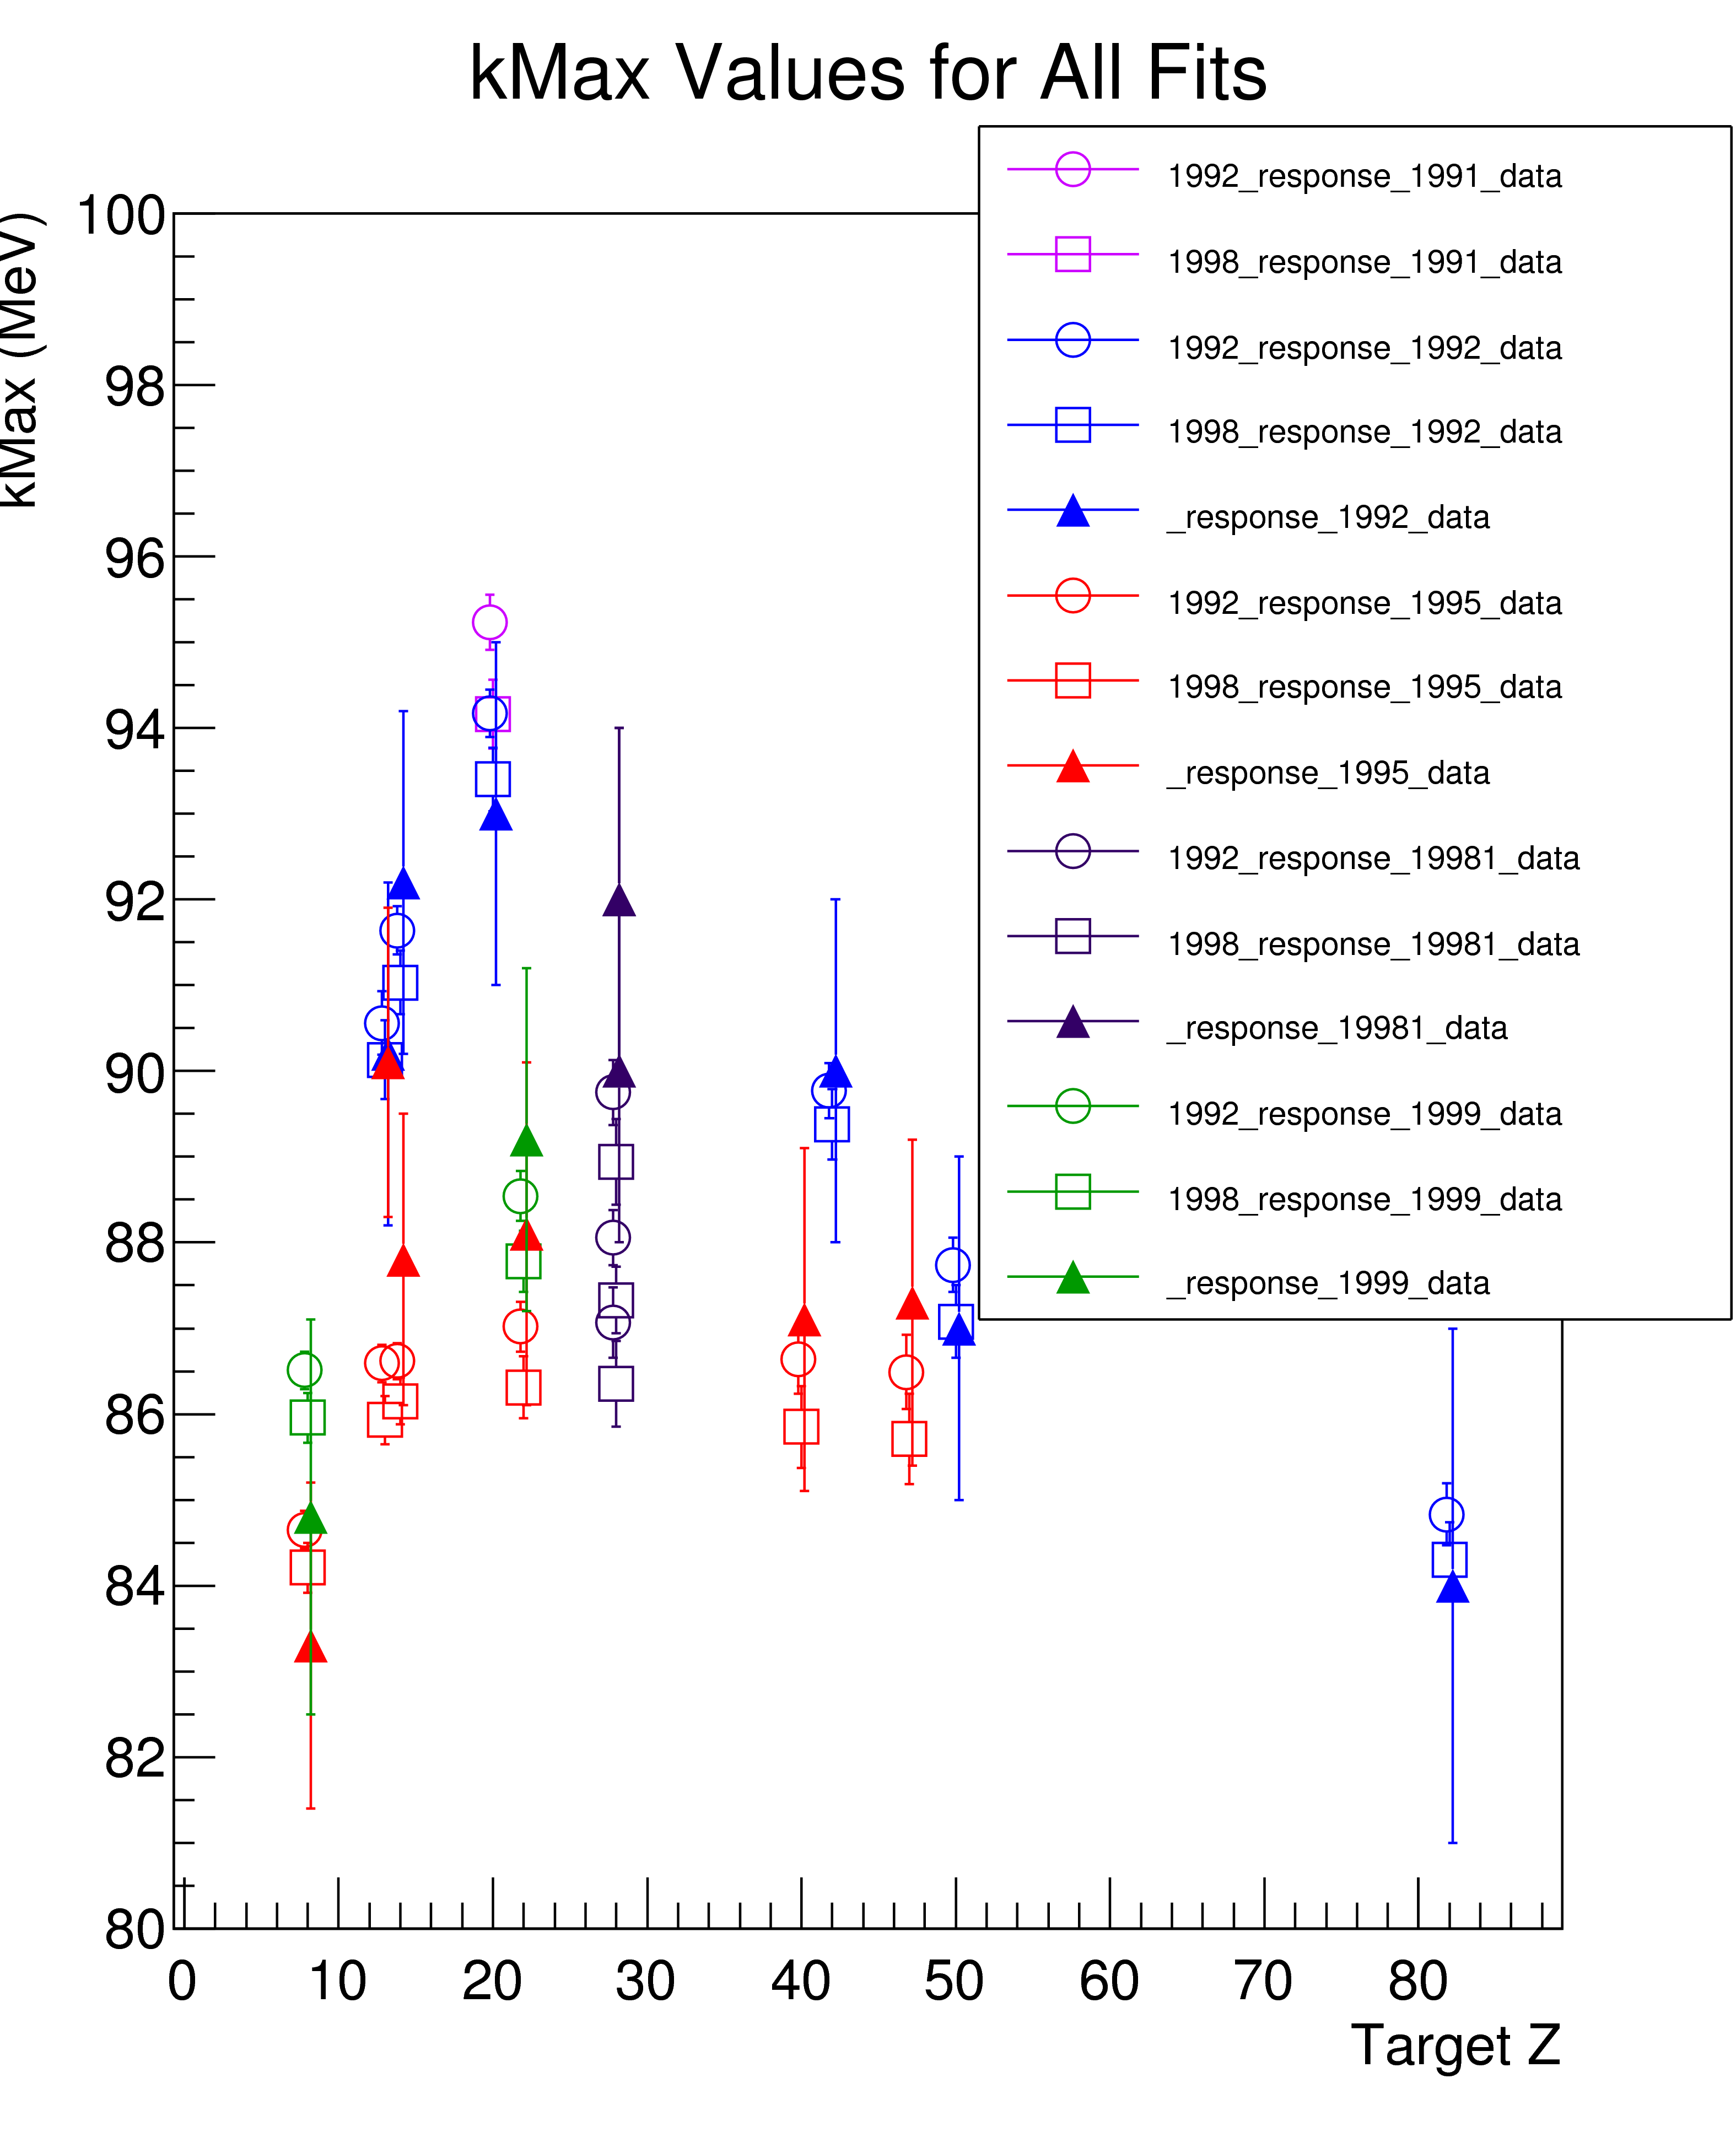 kMax Values for All Fits
1992_response_1991_data
1998_response_1991_data
1992_response_1992_data
1998_response_1992_data
_response_1992_data
1992_response_1995_data
1998_response_1995_data
_response_1995_data
1992_response_19981_data
1998_response_19981_data
_response_19981_data
1992_response_1999_data
1998_response_1999_data
_response_1999_data
kMax (MeV)
100
98
96
94
92
90
88
86
84
82
80
0 10 20 30 40 50 60 70 80
Target Z